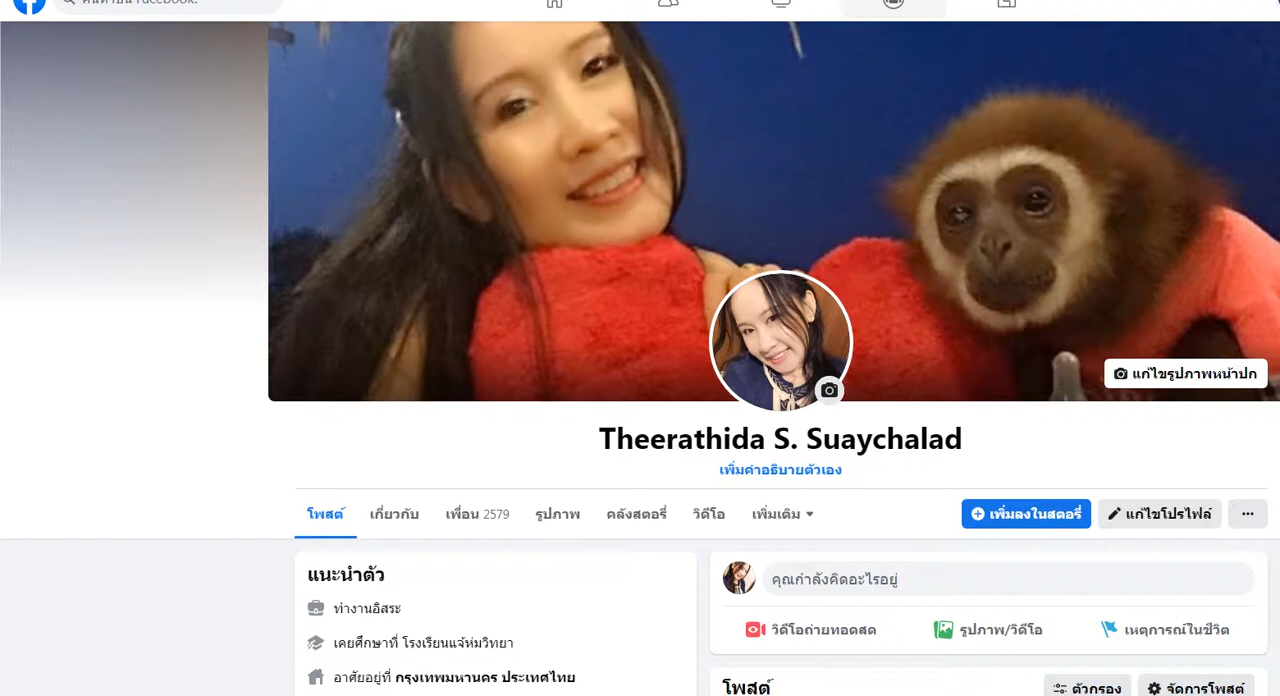 ค้นหาบน Facebook.
แก้ไขรูปภาพหน้าปก
Theerathida S. Suaychalad
เพิ่มคำอธิบายตัวเอง
โพสต์ เกี่ยวกับ เพื่อน 2579 รูปภาพ คลังสตอรี่ วิดีโอ เพิ่มเติม
เพิ่มลงในสตอรี่ แก้ไขโปรไฟล์
แนะนำตัว
ทำงานอิสระ
เคยศึกษาที่ โรงเรียนแจ้ห่มวิทยา
อาศัยอยู่ที่ กรุงเทพมหานคร ประเทศไทย
คุณกำลังคิดอะไรอยู่
วิดีโอถ่ายทอดสด รูปภาพ/วิดีโอ เหตุการณ์ในชีวิต
โพสต์ ตัวกรอง จัดการโพสต์